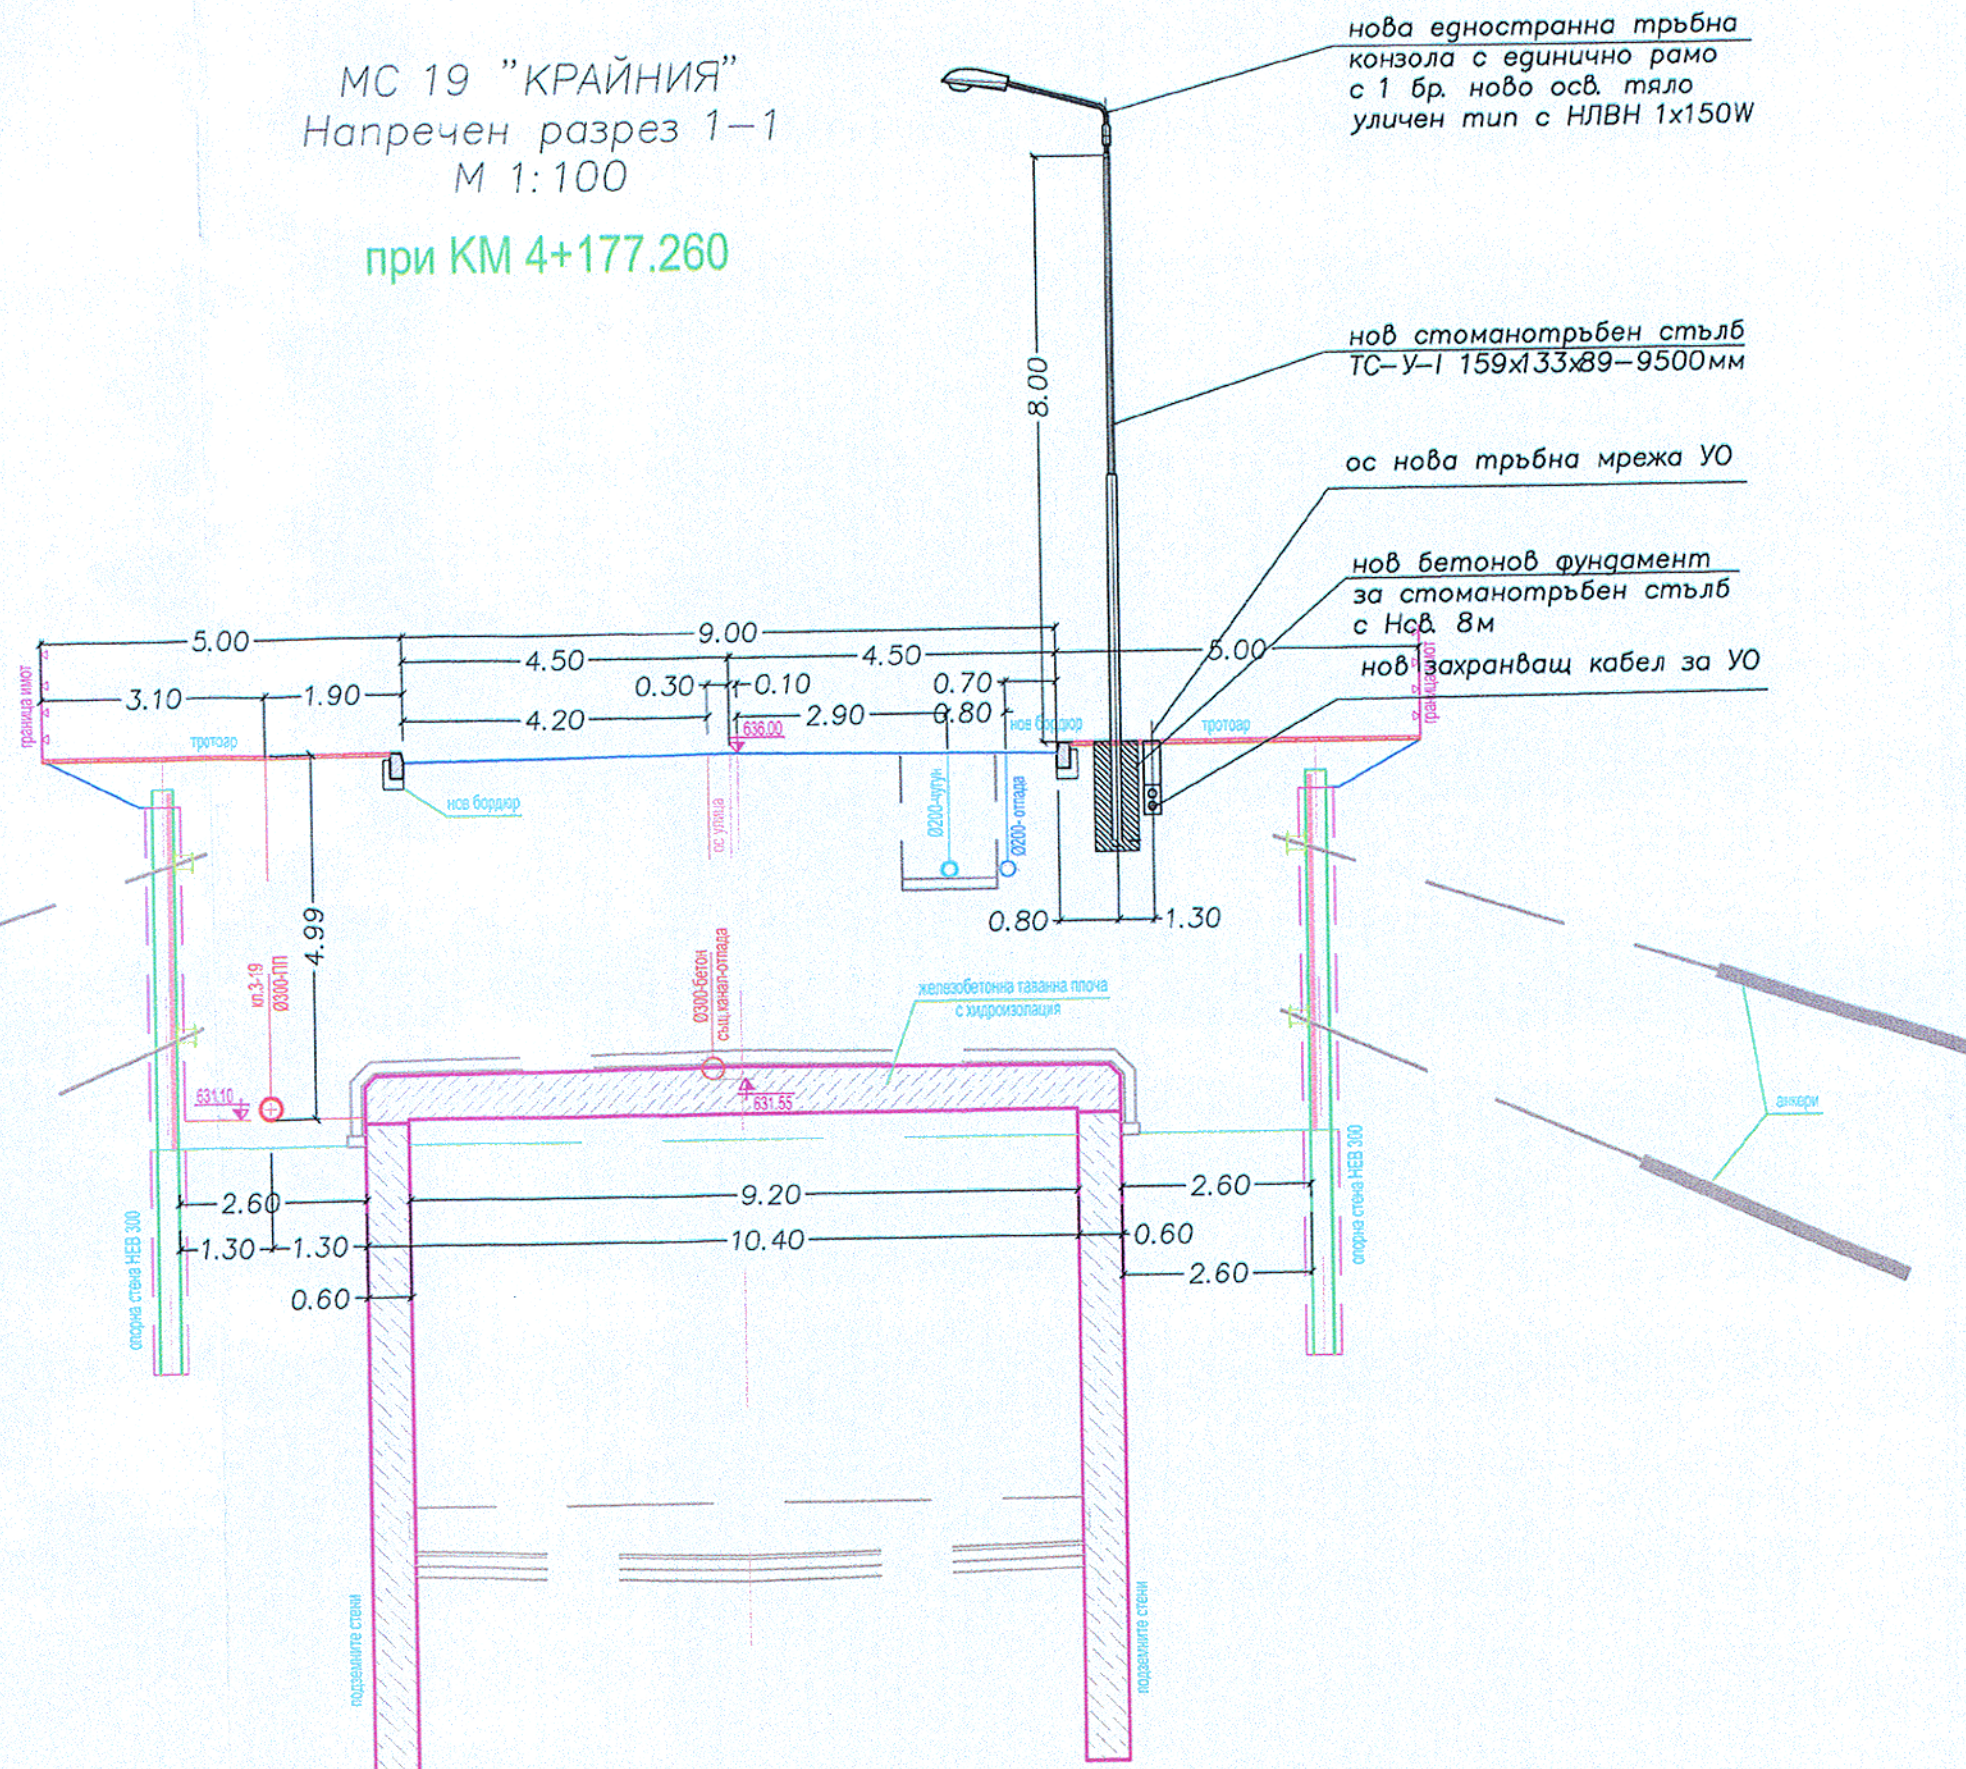 МС 19 "КРАЙНИЯ"
Напречен разрез 1-1
М 1:100
при КМ 4+177.260
нова едностранна тръбна
конзола с единично рамо
с 1 бр. ново осв. тяло
уличен тип с НЛВН 1х150W
нов стоманотръбен стълб
ТС-У-I 159х133х89-9500мм
ос нова тръбна мрежа УО
нов бетонов фундамент
за стоманотръбен стълб
с Нсв. 8м
нов захранващ кабел за УО
8.00
5.00
9.00
5.00
4.50
4.50
3.10
1.90
0.30
0.10
0.70
4.20
2.90
0.80
636.00
граница имот
граница имот
тротоар
нов бордюр
тротоар
нов бордюр
ос улица
Ø200-чугун
Ø200- отпада
4.99
0.80
1.30
кл.3-19
Ø300-ПП
Ø300-бетон
същ.канал-отпада
железобетонна таванна плоча
с хидроизолация
631.10
631.55
анкери
2.60
9.20
2.60
1.30
1.30
10.40
0.60
2.60
0.60
опорна стена HEB 300
опорна стена HEB 300
подземните стени
подземните стени